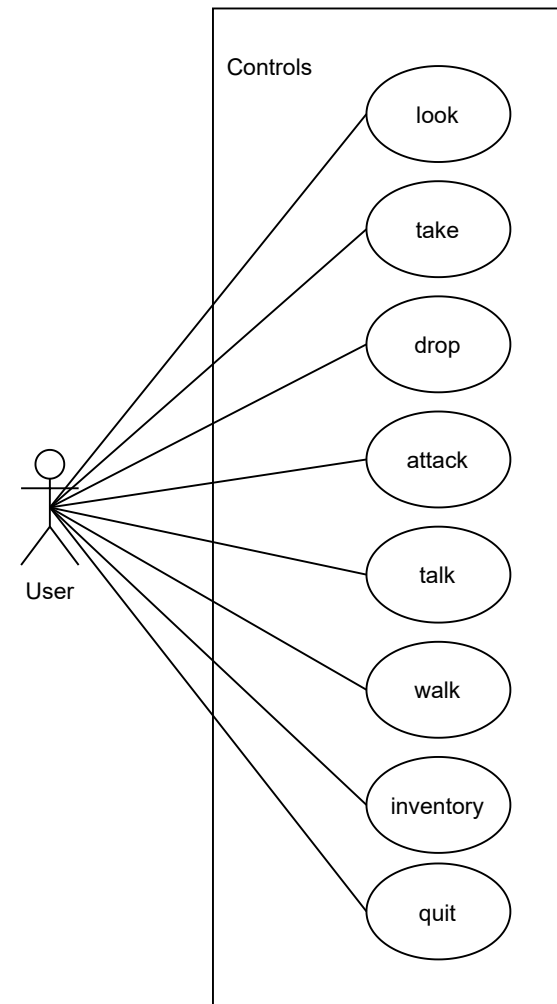 Controls
look
take
drop
attack
talk
walk
inventory
quit
User